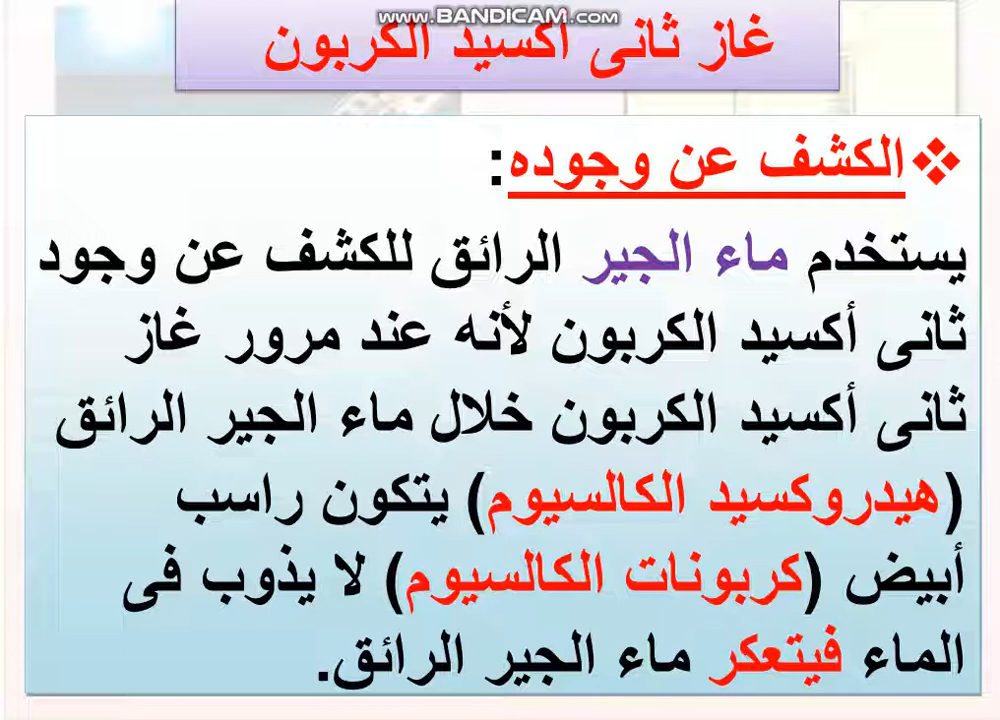 www.BANDICAM.com
غاز ثانى أكسيد الكربون
❖الكشف عن وجوده:
يستخدم ماء الجير الرائق للكشف عن وجود
ثانى أكسيد الكربون لأنه عند مرور غاز
ثانى أكسيد الكربون خلال ماء الجير الرائق
(هيدروكسيد الكالسيوم) يتكون راسب
أبيض (كربونات الكالسيوم) لا يذوب فى
الماء فيتعكر ماء الجير الرائق.